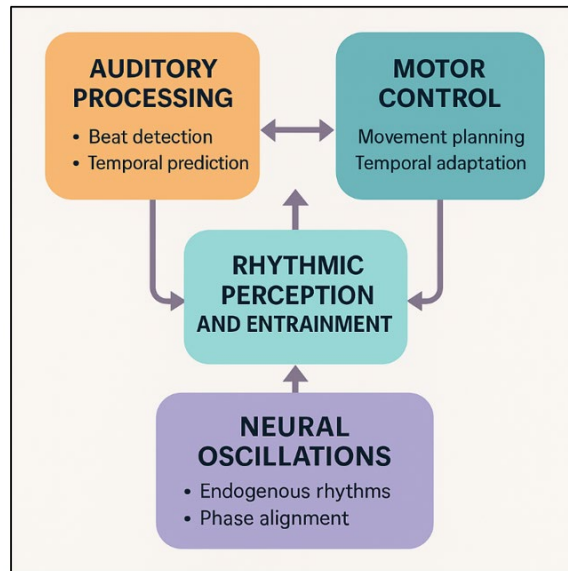 AUDITORY
PROCESSING
• Beat detection
• Temporal prediction
MOTOR
CONTROL
Movement planning
Temporal adaptation
RHYTHMIC
PERCEPTION
AND ENTRAINMENT
NEURAL
OSCILLATIONS
• Endogenous rhythms
• Phase alignment